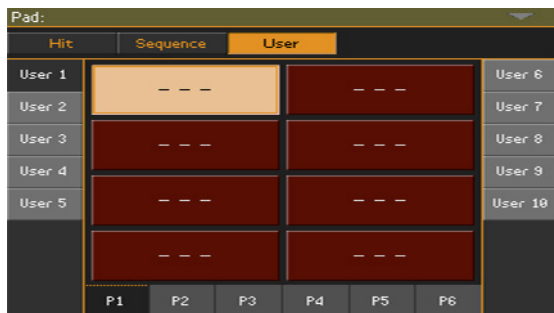 Pad:
Hit Sequence User
User 1 - - - - - - User 6
User 2 User 7
User 3 - - - - - - User 8
User 4 User 9
User 5 - - - - - - User 10
- - - - - -
P1 P2 P3 P4 P5 P6